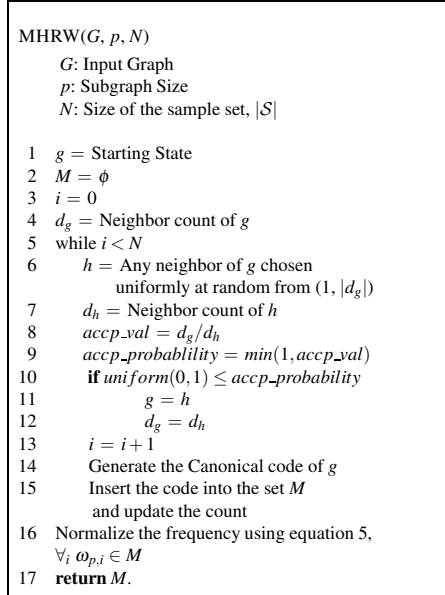 MHRW(G, p, N)
G: Input Graph
p: Subgraph Size
N: Size of the sample set, |𝒮|
1 g = Starting State
2 M = ϕ
3 i = 0
4 d_g = Neighbor count of g
5 while i < N
6 h = Any neighbor of g chosen
uniformly at random from (1, |d_g|)
7 d_h = Neighbor count of h
8 accp_val = d_g/d_h
9 accp_probablility = min(1, accp_val)
10 if uniform(0,1) ≤ accp_probability
11 g = h
12 d_g = d_h
13 i = i+1
14 Generate the Canonical code of g
15 Insert the code into the set M
and update the count
16 Normalize the frequency using equation 5,
∀_i ω_{p,i} ∈ M
17 return M.